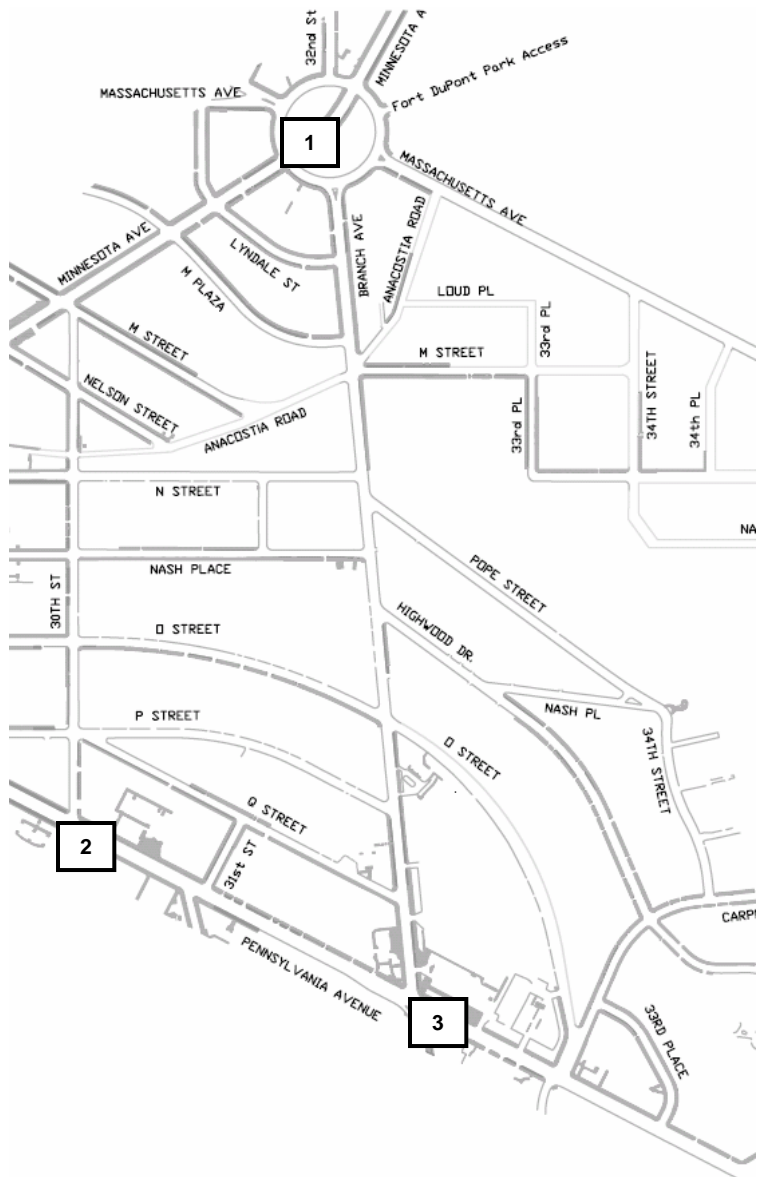 32nd St
MINNESOTA A
MASSACHUSETTS AVE
Fort DuPont Park Access
1
MASSACHUSETTS AVE
MINNESOTA AVE
LYNDALE ST
M PLAZA
BRANCH AVE
ANACOSTIA ROAD
LOUD PL
33rd PL
M STREET
M STREET
34TH STREET
34th PL
NELSON STREET
ANACOSTIA ROAD
33rd PL
N STREET
NA
NASH PLACE
POPE STREET
30TH ST
O STREET
HIGHWOOD DR.
P STREET
NASH PL
O STREET
34TH STREET
Q STREET
2
31st ST
CARP
PENNSYLVANIA AVENUE
3
33RD PLACE